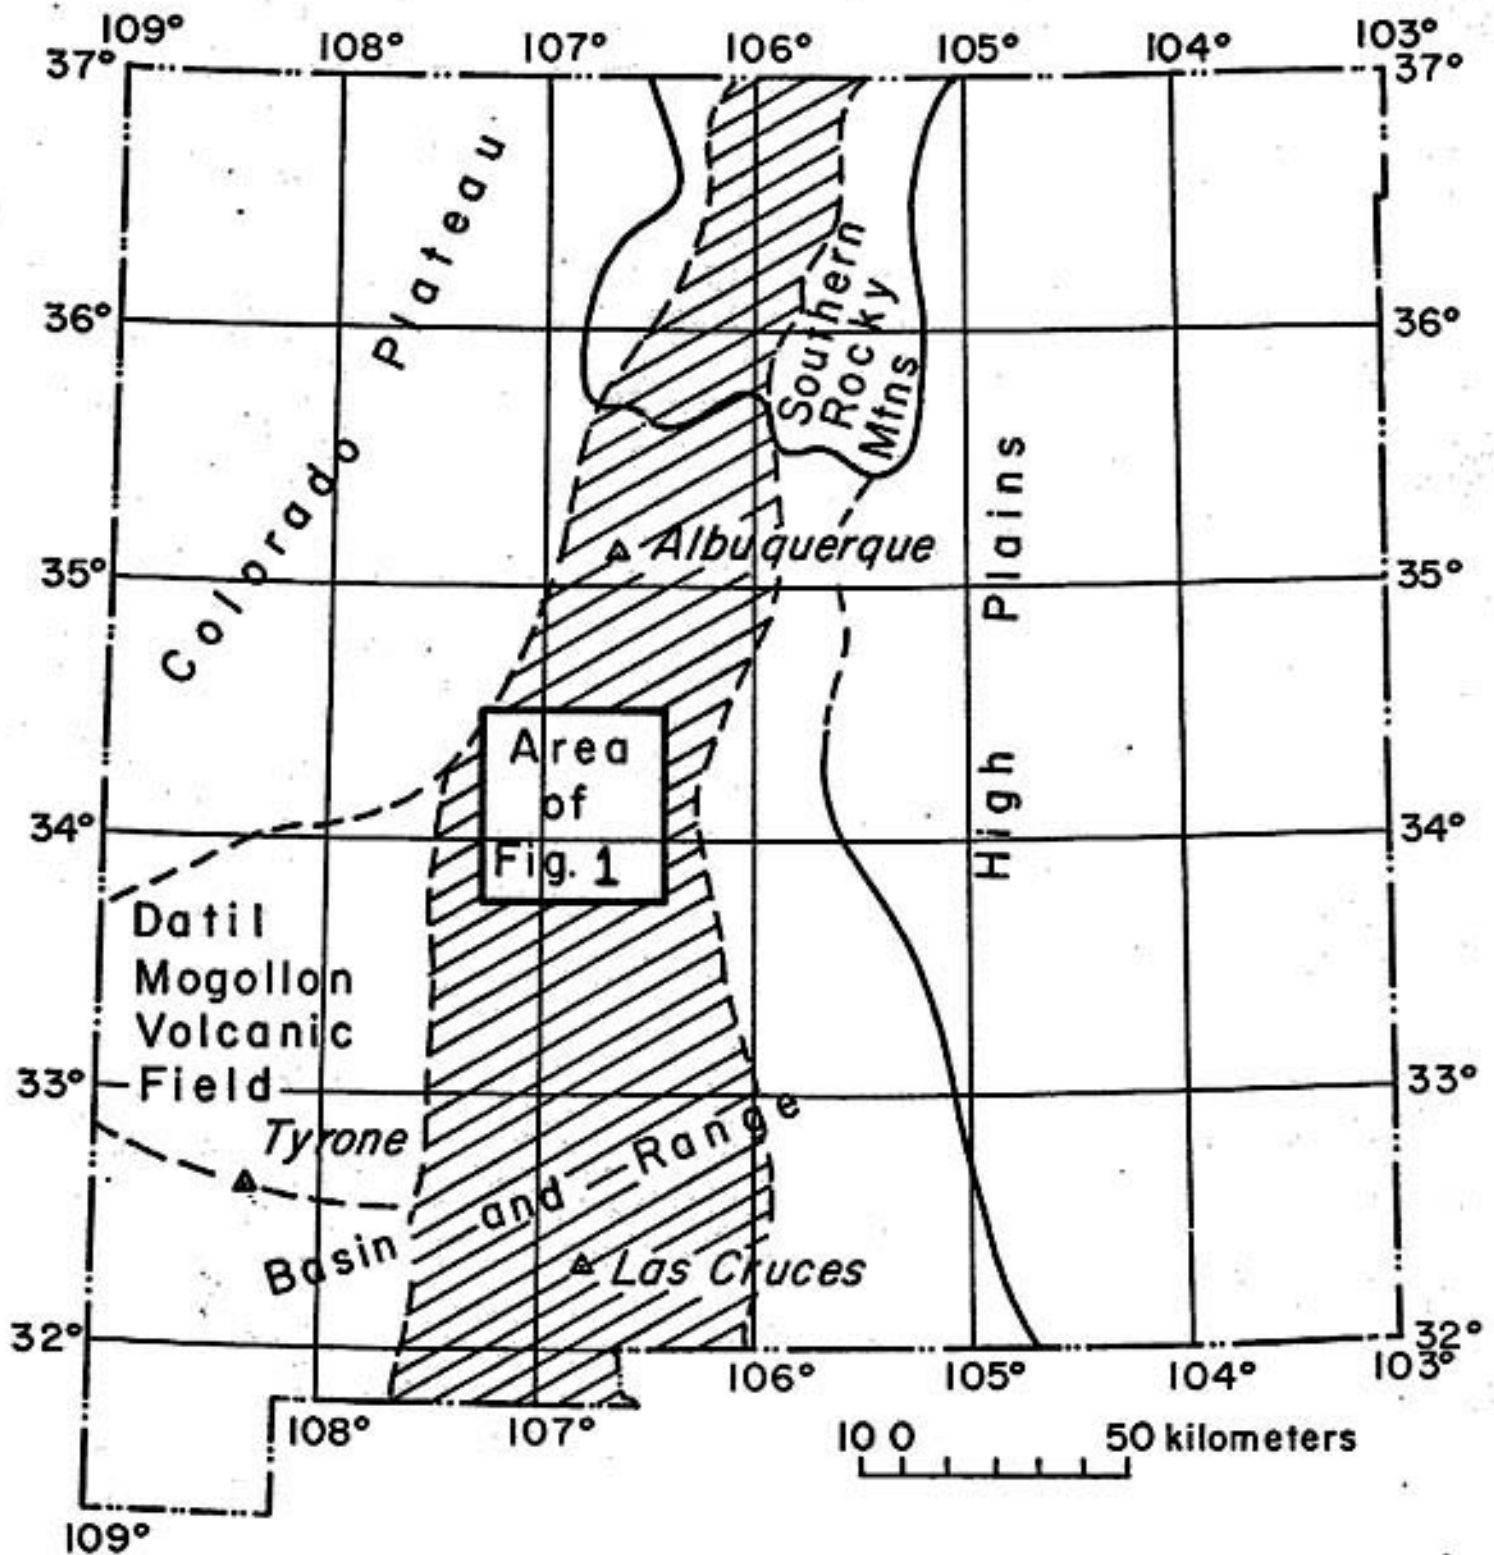 109° 108° 107° 106° 105° 104° 103°
37° 37°
Colorado Plateau
Southern
Rocky
Mtns
36° 36°
High Plains
Albuquerque
35° 35°
Area
of
Fig. 1
34° 34°
Datil
Mogollon
Volcanic
Field
33° 33°
Tyrone
Basin and Range
Las Cruces
32° 32°
106° 105° 104° 103°
108° 107°
10 0 50 kilometers
109°